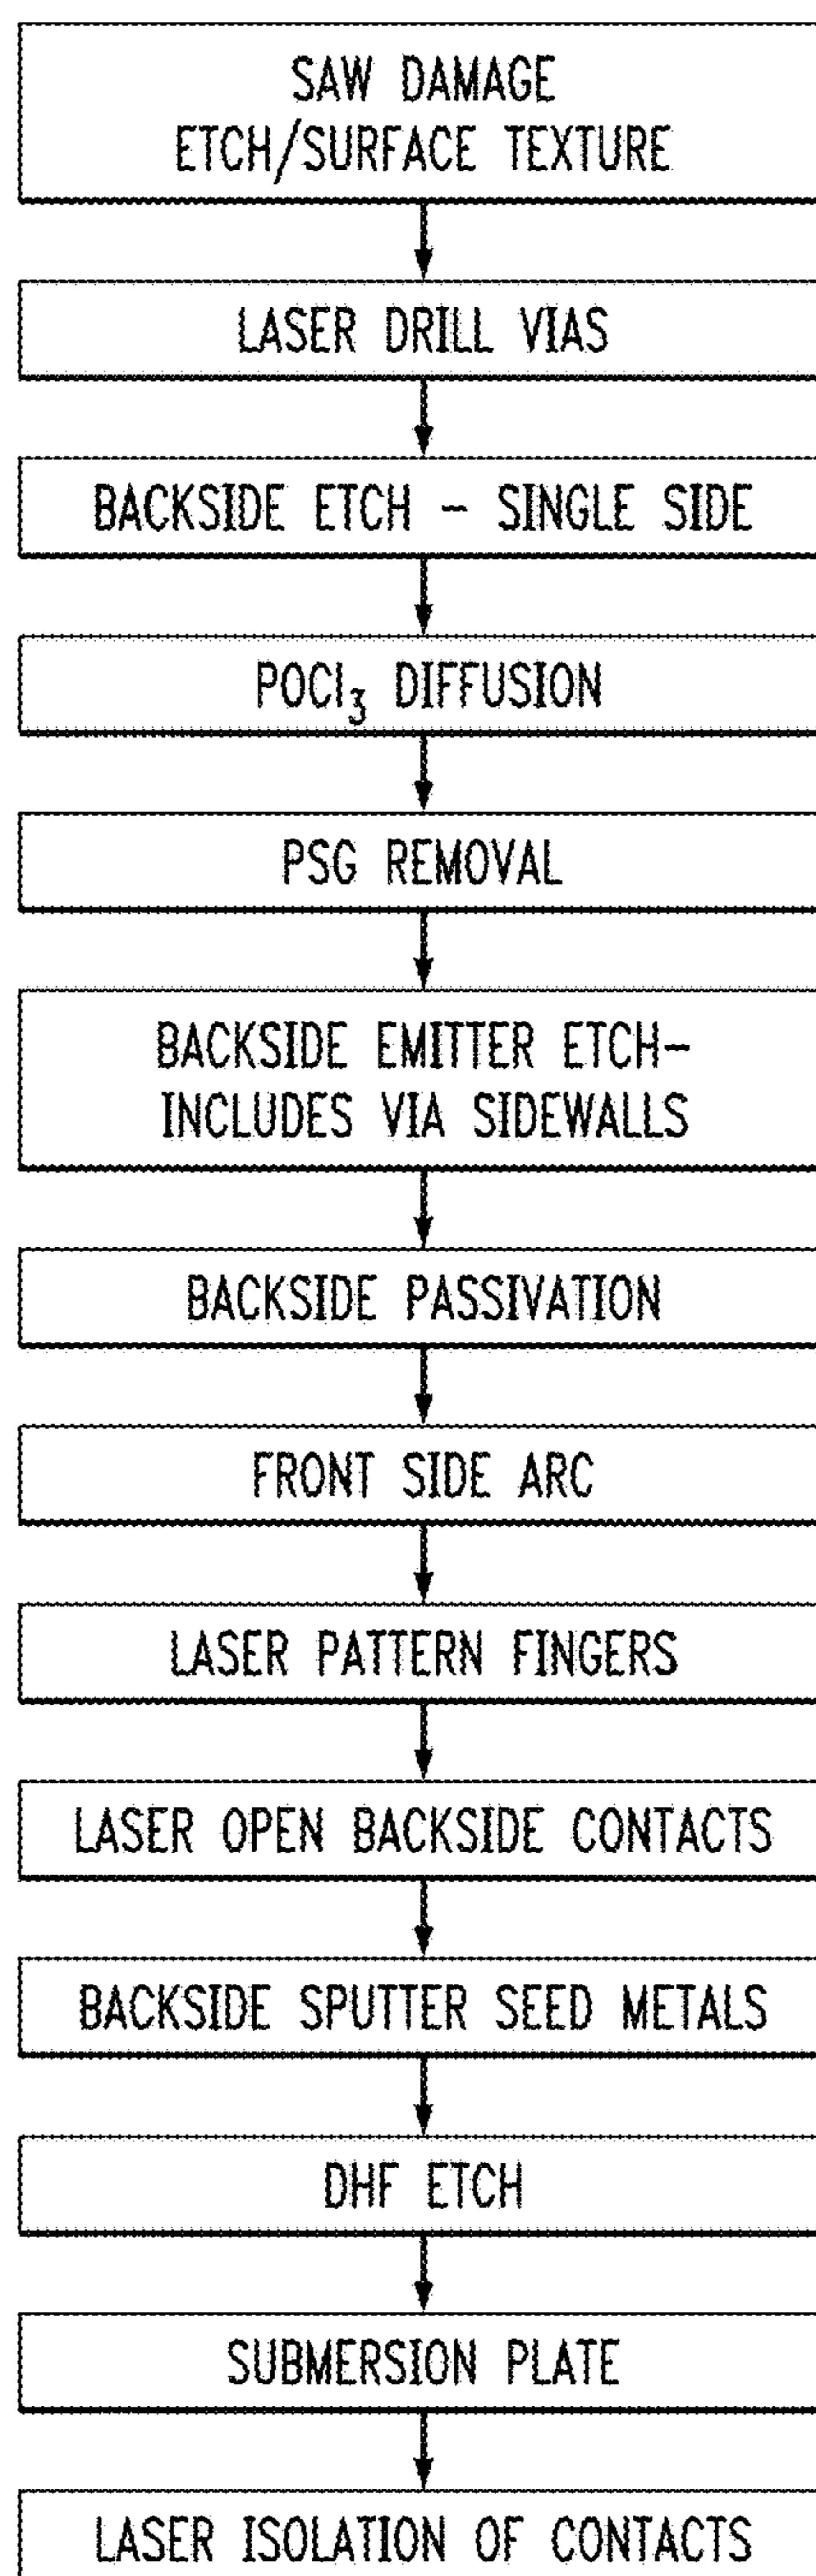 SAW DAMAGE
ETCH/SURFACE TEXTURE
LASER DRILL VIAS
BACKSIDE ETCH - SINGLE SIDE
POCl₃ DIFFUSION
PSG REMOVAL
BACKSIDE EMITTER ETCH-
INCLUDES VIA SIDEWALLS
BACKSIDE PASSIVATION
FRONT SIDE ARC
LASER PATTERN FINGERS
LASER OPEN BACKSIDE CONTACTS
BACKSIDE SPUTTER SEED METALS
DHF ETCH
SUBMERSION PLATE
LASER ISOLATION OF CONTACTS